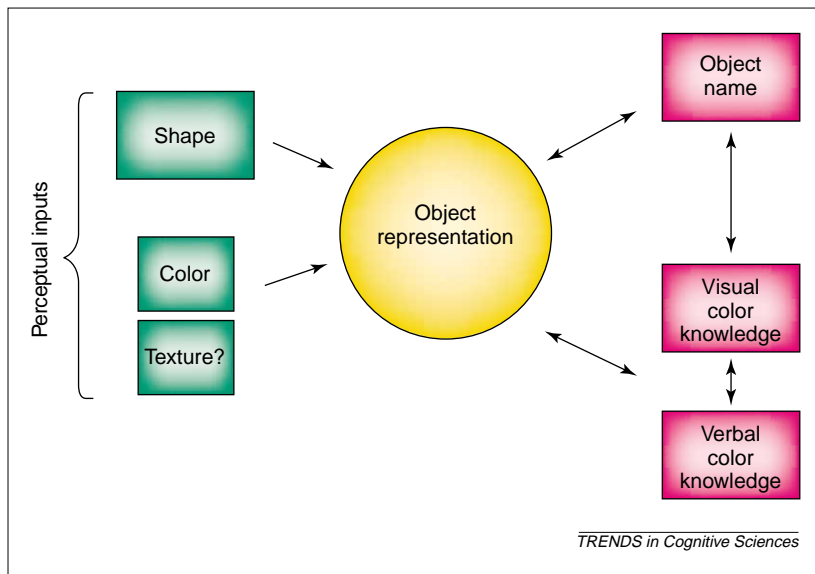 Perceptual inputs
Shape
Color
Texture?
Object
representation
Object
name
Visual
color
knowledge
Verbal
color
knowledge
TRENDS in Cognitive Sciences